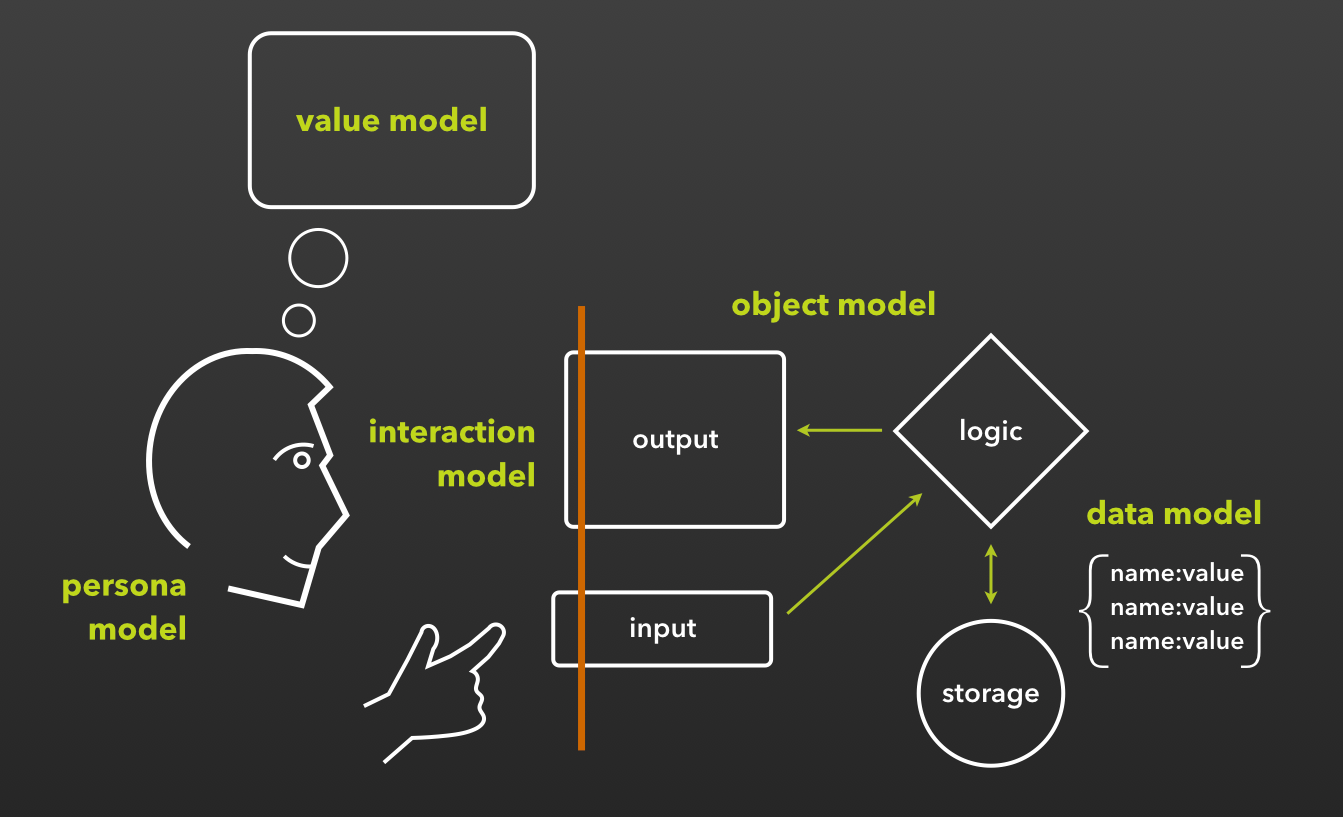 value model
object model
interaction
model
output
logic
data model
name:value
name:value
name:value
persona
model
input
storage